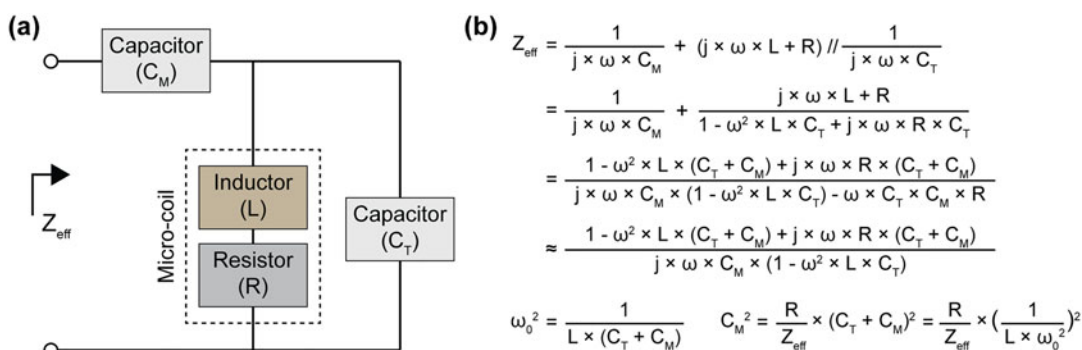 (a)
Capacitor
(C_M)
Z_eff
Micro-coil
Inductor
(L)
Resistor
(R)
Capacitor
(C_T)
(b)
Z_eff = 1 / (j × ω × C_M) + (j × ω × L + R) // 1 / (j × ω × C_T)
= 1 / (j × ω × C_M) + (j × ω × L + R) / (1 - ω² × L × C_T + j × ω × R × C_T)
= (1 - ω² × L × (C_T + C_M) + j × ω × R × (C_T + C_M)) / (j × ω × C_M × (1 - ω² × L × C_T) - ω × C_T × C_M × R)
≈ (1 - ω² × L × (C_T + C_M) + j × ω × R × (C_T + C_M)) / (j × ω × C_M × (1 - ω² × L × C_T))
ω₀² = 1 / (L × (C_T + C_M)) C_M² = R / Z_eff × (C_T + C_M)² = R / Z_eff × (1 / (L × ω₀²))²